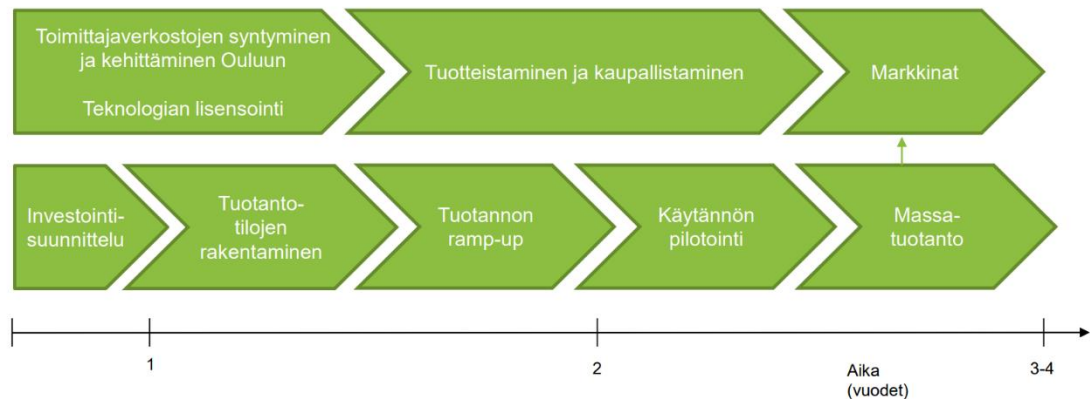 Toimittajaverkostojen syntyminen
ja kehittäminen Ouluun
Teknologian lisensointi
Tuotteistaminen ja kaupallistaminen
Markkinat
Investointi-
suunnittelu
Tuotanto-
tilojen
rakentaminen
Tuotannon
ramp-up
Käytännön
pilotointi
Massa-
tuotanto
1
2
Aika
(vuodet)
3-4